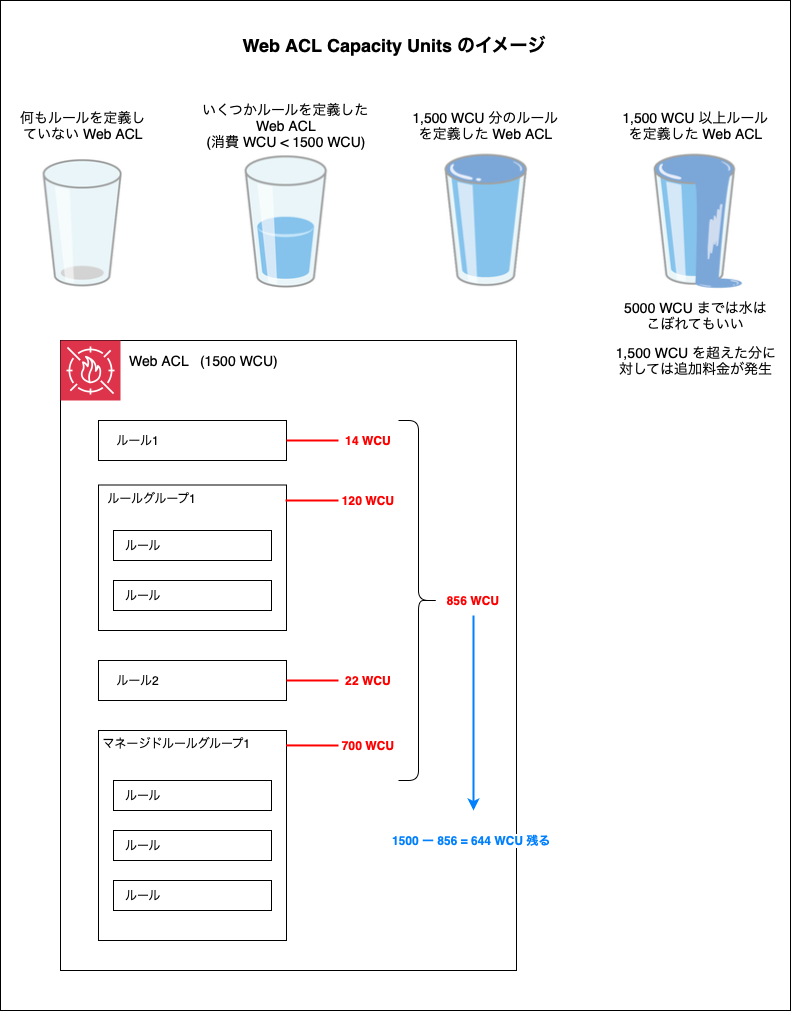 Web ACL Capacity Units のイメージ
何もルールを定義し
ていない Web ACL
いくつかルールを定義した
Web ACL
(消費 WCU < 1500 WCU)
1,500 WCU 分のルール
を定義した Web ACL
1,500 WCU 以上ルール
を定義した Web ACL
5000 WCU までは水は
こぼれてもいい
1,500 WCU を超えた分に
対しては追加料金が発生
Web ACL (1500 WCU)
ルール1
14 WCU
ルールグループ1
120 WCU
ルール
ルール
856 WCU
ルール2
22 WCU
マネージドルールグループ1
700 WCU
ルール
ルール
ルール
1500 ー 856 = 644 WCU 残る